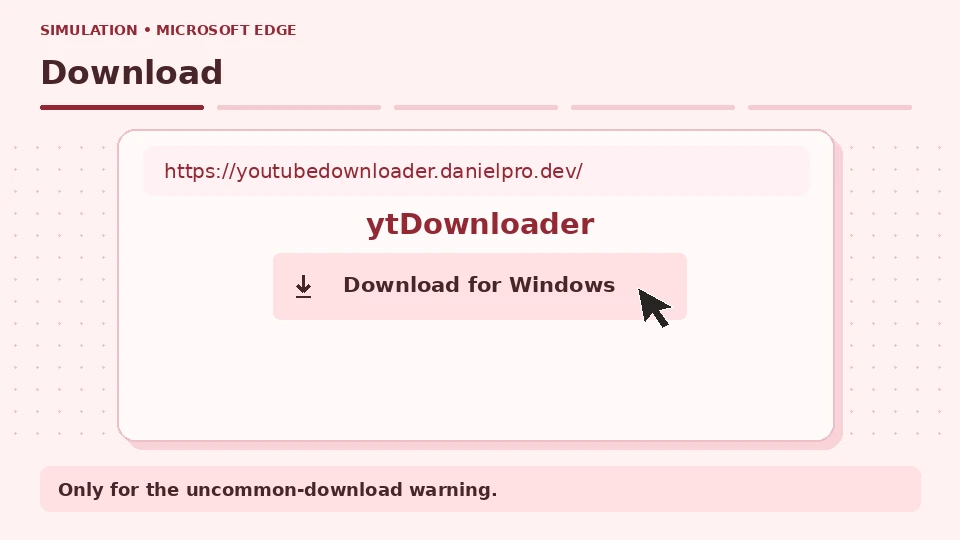 SIMULATION • MICROSOFT EDGE
Download
https://youtubedownloader.danielpro.dev/
ytDownloader
Download for Windows
Only for the uncommon-download warning.